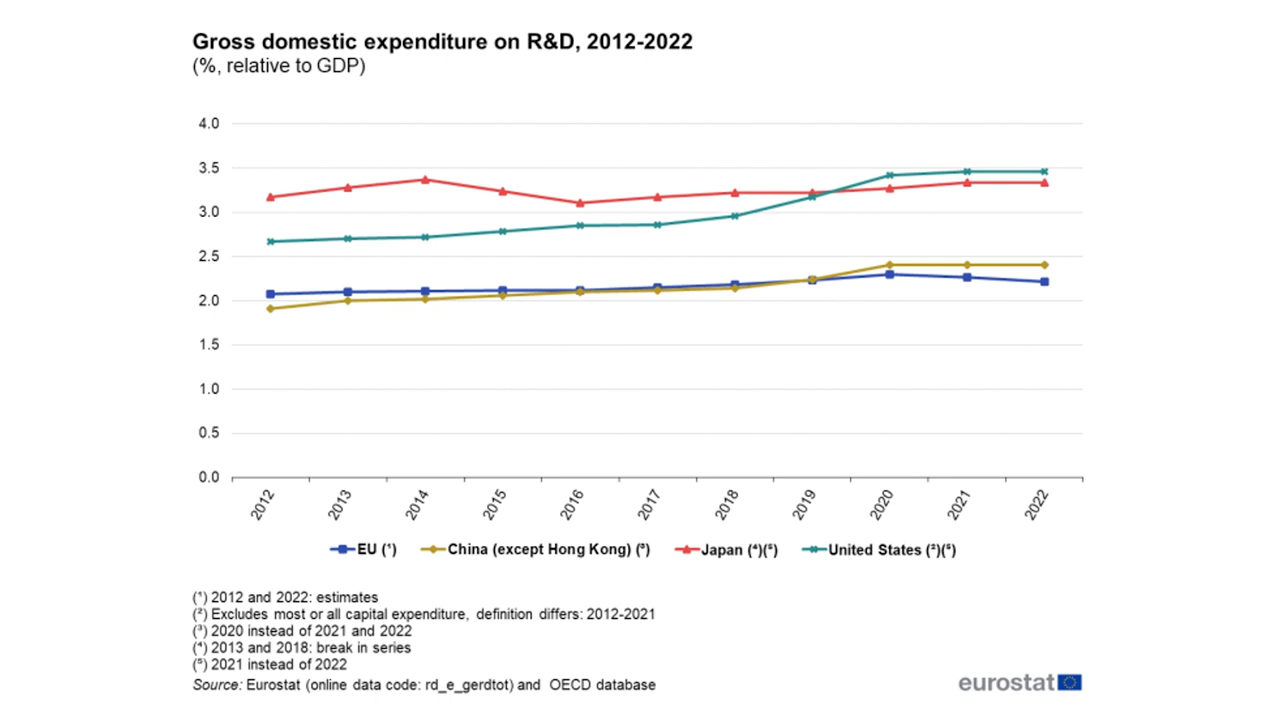 Gross domestic expenditure on R&D, 2012-2022
(%, relative to GDP)
4.0
3.5
3.0
2.5
2.0
1.5
1.0
0.5
0.0
2012 2013 2014 2015 2016 2017 2018 2019 2020 2021 2022
EU (¹) China (except Hong Kong) (³) Japan (⁴)(⁵) United States (²)(⁵)
(¹) 2012 and 2022: estimates
(²) Excludes most or all capital expenditure, definition differs: 2012-2021
(³) 2020 instead of 2021 and 2022
(⁴) 2013 and 2018: break in series
(⁵) 2021 instead of 2022
Source: Eurostat (online data code: rd_e_gerdtot) and OECD database
eurostat